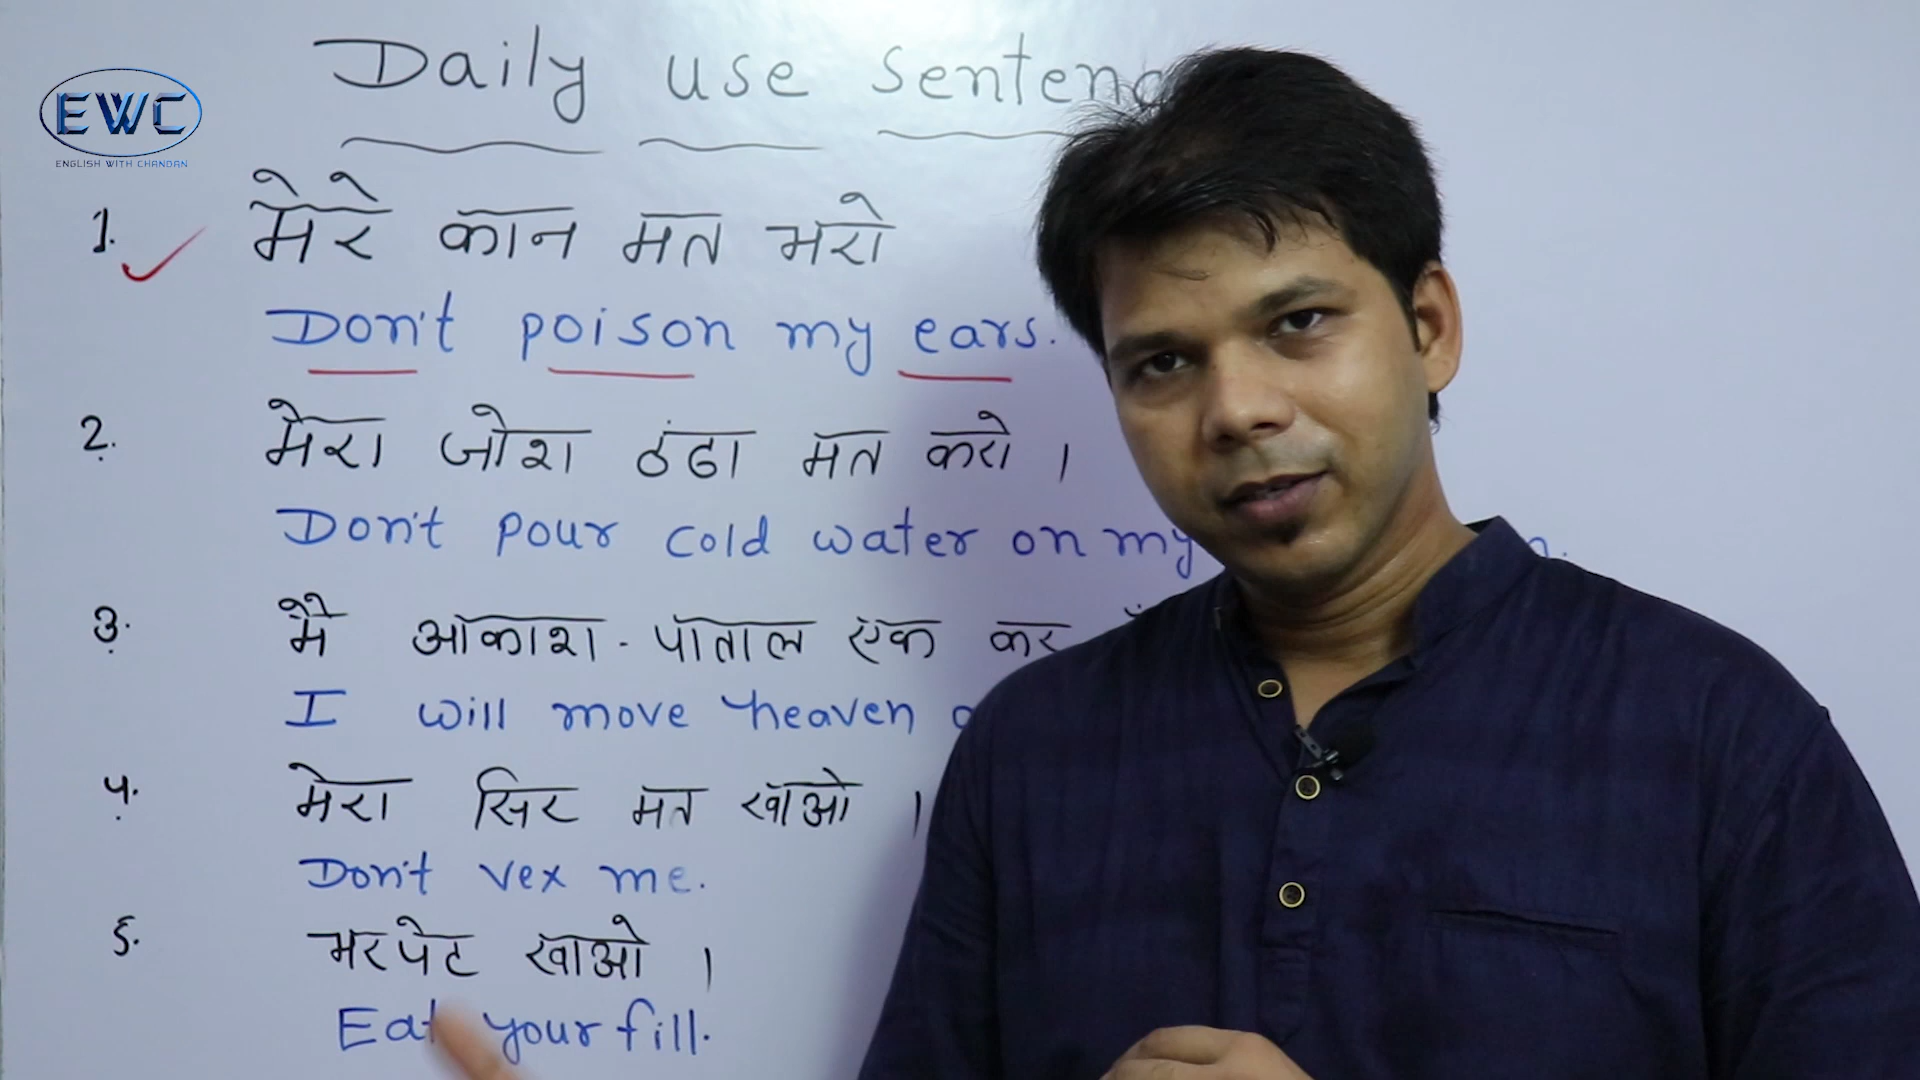 Daily use Sentenc
EWC
ENGLISH WITH CHANDAN
1. मेरे कान मत भरो
Don't poison my ears.
2. मेरा जोश ठंढा मत करो ।
Don't pour cold water on my
3. मैं आकाश - पाताल एक कर
I will move heaven
4. मेरा सिर मत खाओ ।
Don't vex me.
5. भरपेट खाओ ।
Eat your fill.